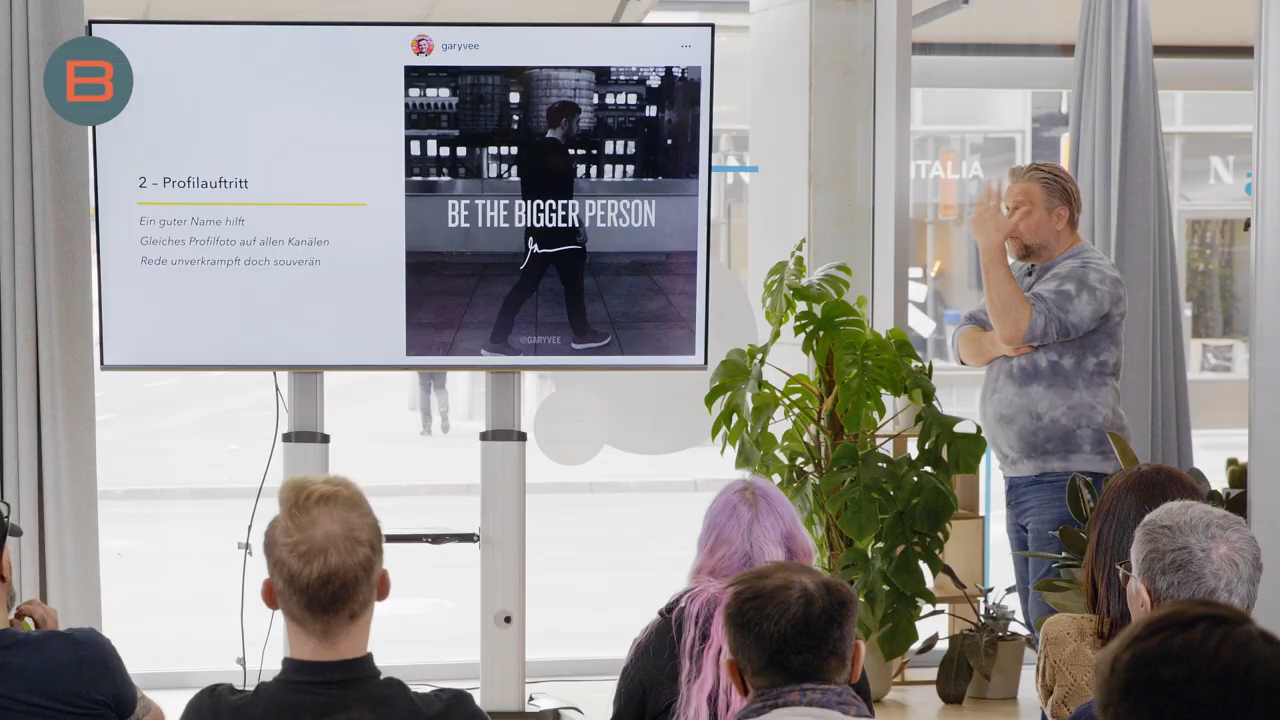 B
garyvee
2 – Profilauftritt
Ein guter Name hilft
Gleiches Profilfoto auf allen Kanälen
Rede unverkrampft doch souverän
BE THE BIGGER PERSON
@GARYVEE
N
ITALIA
N